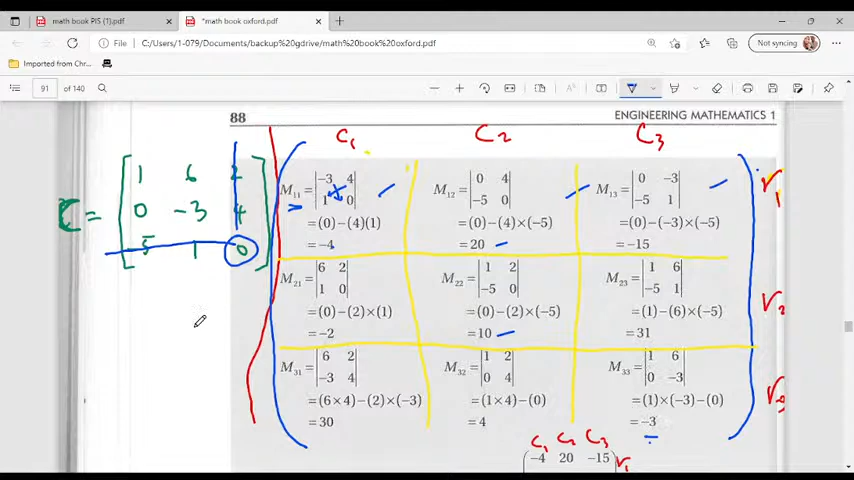 math book PIS (1).pdf
*math book oxford.pdf
File
C:/Users/1-079/Documents/backup%20gdrive/math%20book%20oxford.pdf
Not syncing
Imported from Chr...
91 of 140
88 ENGINEERING MATHEMATICS 1
C1 C2 C3
C = [1 6 2
0 -3 4
-5 1 0]
M11 = |-3 4
1 0|
= (0)−(4)(1)
= −4
M12 = |0 4
−5 0|
= (0)−(4)×(−5)
= 20
M13 = |0 −3
−5 1|
= (0)−(−3)×(−5)
= −15
r1
M21 = |6 2
1 0|
= (0)−(2)×(1)
= −2
M22 = |1 2
−5 0|
= (0)−(2)×(−5)
= 10
M23 = |1 6
−5 1|
= (1)−(6)×(−5)
= 31
r2
M31 = |6 2
−3 4|
= (6×4)−(2)×(−3)
= 30
M32 = |1 2
0 4|
= (1×4)−(0)
= 4
M33 = |1 6
0 −3|
= (1)×(−3)−(0)
= −3
r3
C1 C2 C3
−4 20 −15 r1